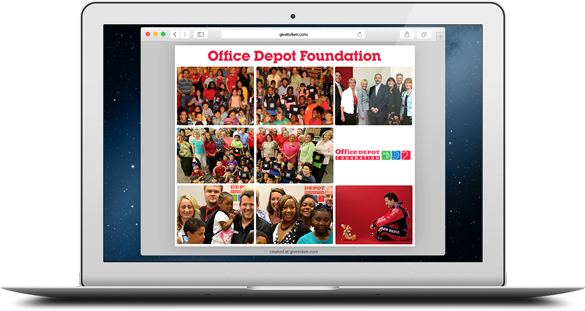 givetoken.com
Office Depot Foundation
Office DEPOT
FOUNDATION
DEPOT
DEPOT
created at givetoken.com